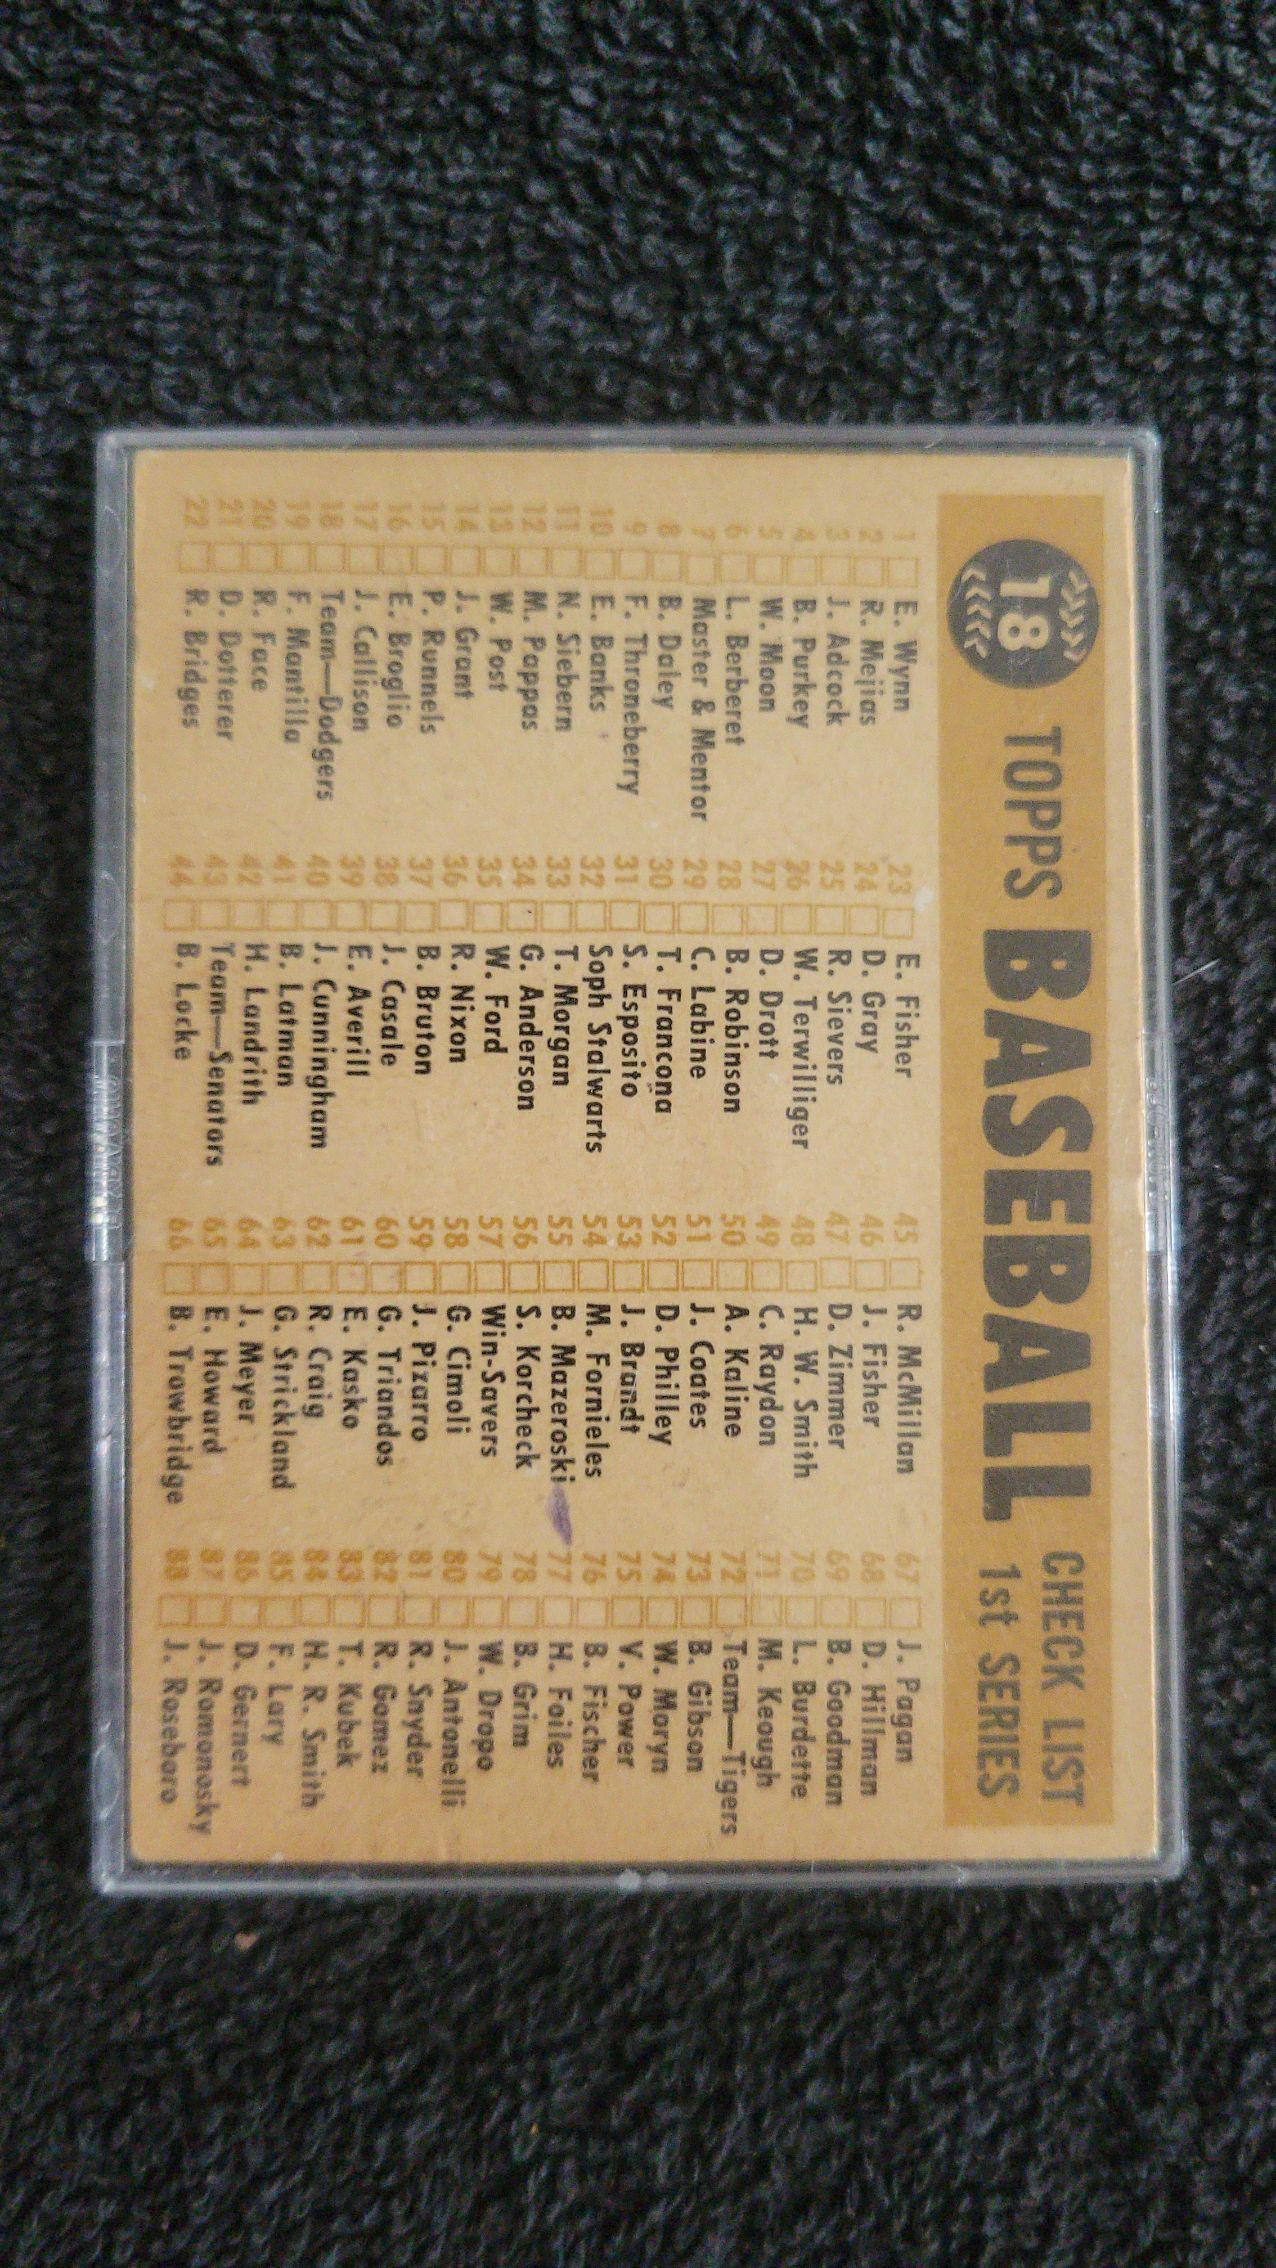 18 TOPPS BASEBALL CHECK LIST
1st SERIES
1 E. Wynn
2 R. Mejias
3 J. Adcock
4 B. Purkey
5 W. Moon
6 L. Berberet
7 Master & Mentor
8 B. Daley
9 F. Throneberry
10 E. Banks
11 N. Siebern
12 M. Pappas
13 W. Post
14 J. Grant
15 P. Runnels
16 E. Broglio
17 J. Callison
18 Team—Dodgers
19 F. Mantilla
20 R. Face
21 D. Dotterer
22 R. Bridges
23 E. Fisher
24 D. Gray
25 R. Sievers
26 W. Terwilliger
27 D. Drott
28 B. Robinson
29 C. Labine
30 T. Francona
31 S. Esposito
32 Soph Stalwarts
33 T. Morgan
34 G. Anderson
35 W. Ford
36 R. Nixon
37 B. Bruton
38 J. Casale
39 E. Averill
40 J. Cunningham
41 B. Latman
42 H. Landrith
43 Team—Senators
44 B. Locke
45 R. McMillan
46 J. Fisher
47 D. Zimmer
48 H. W. Smith
49 C. Raydon
50 A. Kaline
51 J. Coates
52 D. Philley
53 J. Brandt
54 M. Fornieles
55 B. Mazeroski
56 S. Korcheck
57 Win-Savers
58 G. Cimoli
59 J. Pizarro
60 G. Triandos
61 E. Kasko
62 R. Craig
63 G. Strickland
64 J. Meyer
65 E. Howard
66 B. Trowbridge
67 J. Pagan
68 D. Hillman
69 B. Goodman
70 L. Burdette
71 M. Keough
72 Team—Tigers
73 B. Gibson
74 W. Moryn
75 V. Power
76 B. Fischer
77 H. Foiles
78 B. Grim
79 W. Dropo
80 J. Antonelli
81 R. Snyder
82 R. Gomez
83 T. Kubek
84 H. R. Smith
85 F. Lary
86 D. Gernert
87 J. Romonosky
88 J. Roseboro